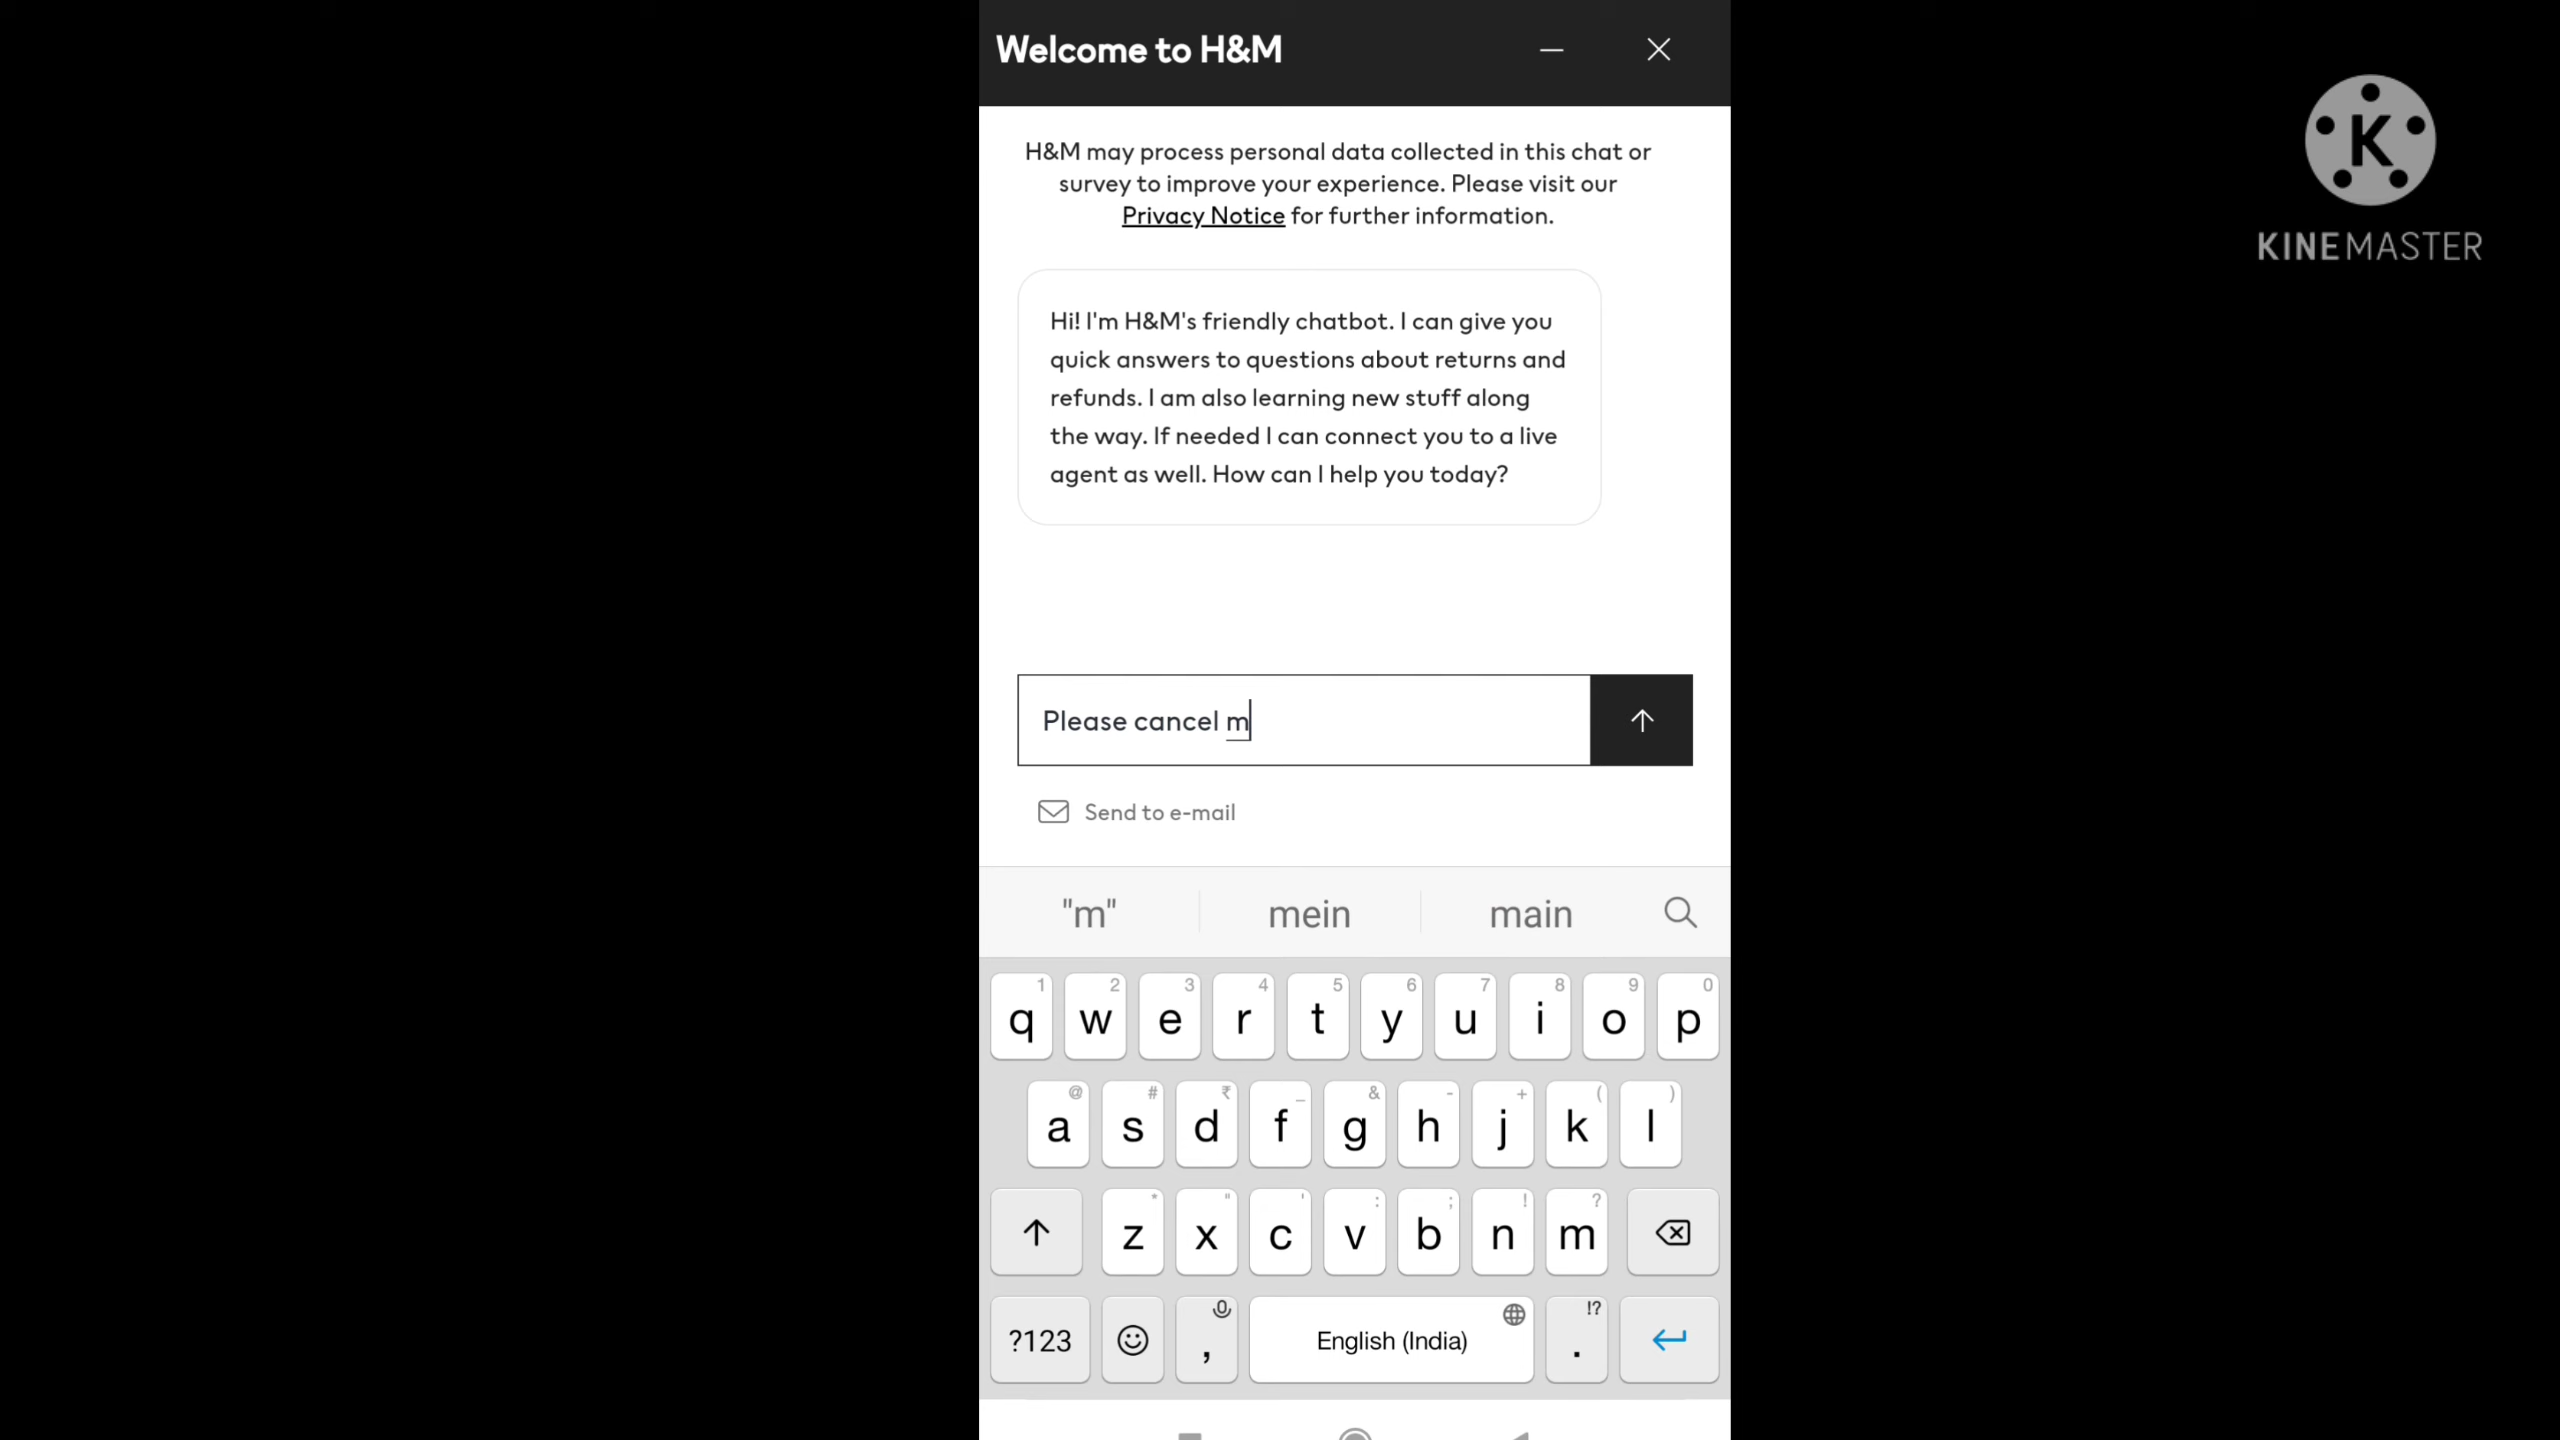 Welcome to H&M
K
KINEMASTER
H&M may process personal data collected in this chat or
survey to improve your experience. Please visit our
Privacy Notice for further information.
Hi! I'm H&M's friendly chatbot. I can give you
quick answers to questions about returns and
refunds. I am also learning new stuff along
the way. If needed I can connect you to a live
agent as well. How can I help you today?
Please cancel m
Send to e-mail
"m" mein main
1 2 3 4 5 6 7 8 9 0
q w e r t y u i o p
@ # ₹ _ & - + ( )
a s d f g h j k l
* " ' : ; ! ?
z x c v b n m
!?
?123 , English (India) .